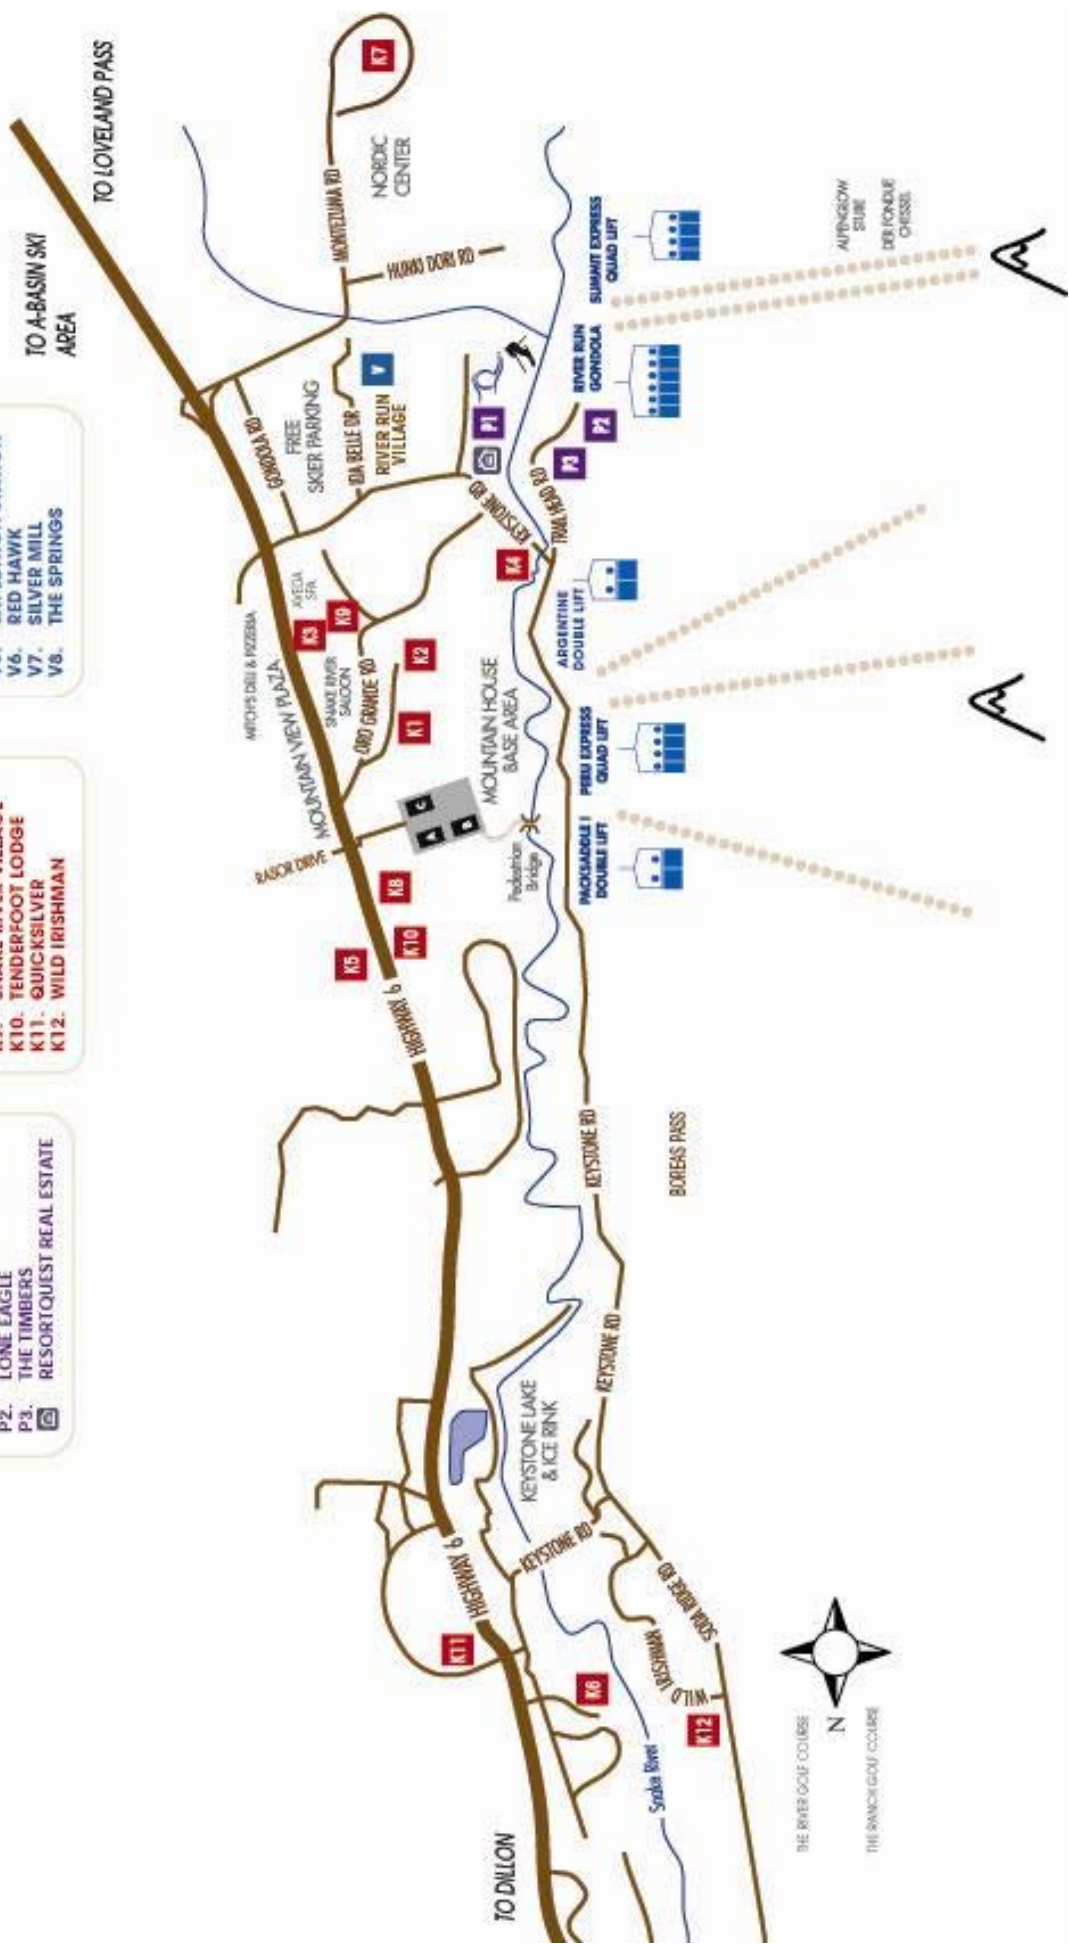 P2. LONE EAGLE
P3. THE TIMBERS
RESORTQUEST REAL ESTATE
K10. TENDERFOOT LODGE
K11. QUICKSILVER
K12. WILD IRISHMAN
V6. RED HAWK
V7. SILVER MILL
V8. THE SPRINGS
TO A-BASIN SKI
AREA
TO LOVELAND PASS
MITCH'S DELI & PIZZERIA
MOUNTAIN VIEW PLAZA
RABOR DRIVE
AVEDA
SPA
SNAKE RIVER
SALOON
GONDOLA RD
FREE
SKIER PARKING
IDA BELLE DR
RIVER RUN
VILLAGE
V
MONTEZUMA RD
K7
NORDIC
CENTER
HUNKI DORI RD
K3
K9
ORO GRANDE RD
K2
K1
K5
K8
K10
HIGHWAY 6
A
B
C
MOUNTAIN HOUSE
BASE AREA
Pedestrian
Bridge
KEYSTONE RD
K4
P1
TRAIL HEAD RD
P3
P2
RIVER RUN
GONDOLA
SUMMIT EXPRESS
QUAD LIFT
ARGENTINE
DOUBLE LIFT
PERU EXPRESS
QUAD LIFT
PACKSADDLE I
DOUBLE LIFT
ALPENGLOW
STUBE
DER FONDUE
CHESSEL
KEYSTONE RD
BOREAS PASS
KEYSTONE RD
KEYSTONE LAKE
& ICE RINK
HIGHWAY 6
K11
KEYSTONE RD
SODA RIDGE RD
WILD IRISHMAN
K6
K12
Snake River
TO DILLON
THE RIVER GOLF COURSE
N
THE RANCH GOLF COURSE